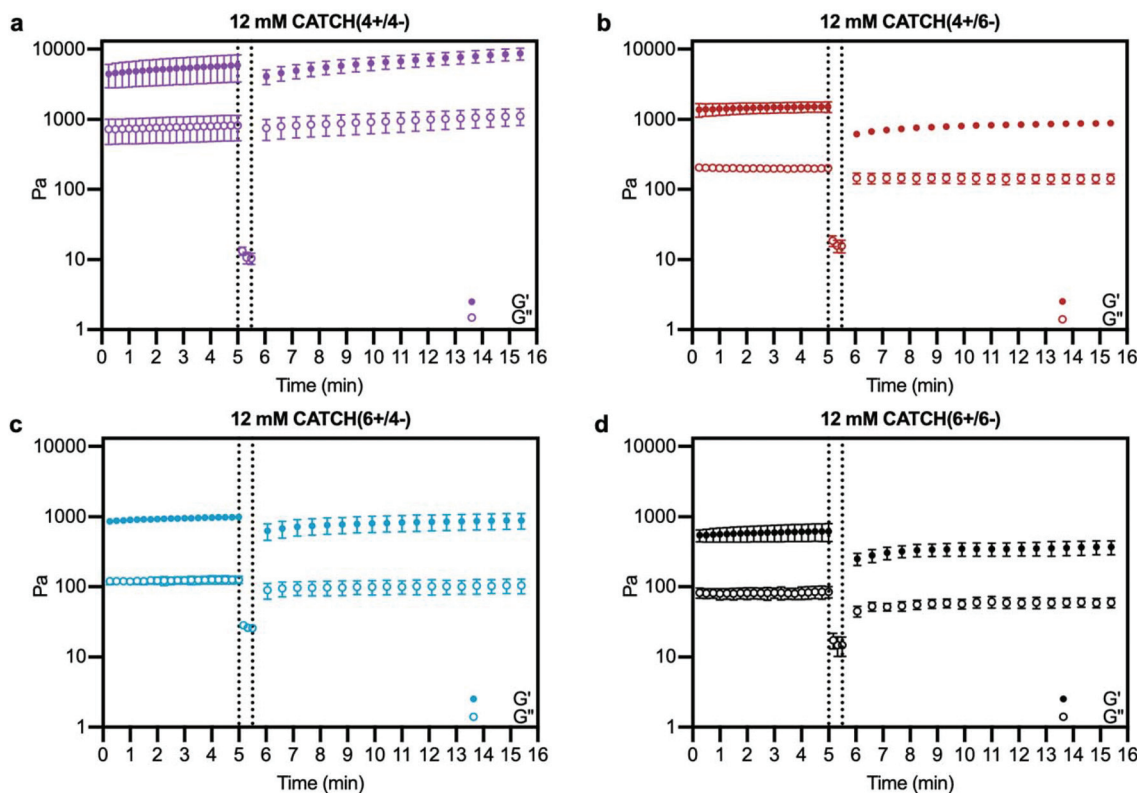 a
12 mM CATCH(4+/4-)
10000
1000
100
10
1
Pa
G'
G"
0 1 2 3 4 5 6 7 8 9 10 11 12 13 14 15 16
Time (min)
b
12 mM CATCH(4+/6-)
10000
1000
100
10
1
Pa
G'
G"
0 1 2 3 4 5 6 7 8 9 10 11 12 13 14 15 16
Time (min)
c
12 mM CATCH(6+/4-)
10000
1000
100
10
1
Pa
G'
G"
0 1 2 3 4 5 6 7 8 9 10 11 12 13 14 15 16
Time (min)
d
12 mM CATCH(6+/6-)
10000
1000
100
10
1
Pa
G'
G"
0 1 2 3 4 5 6 7 8 9 10 11 12 13 14 15 16
Time (min)